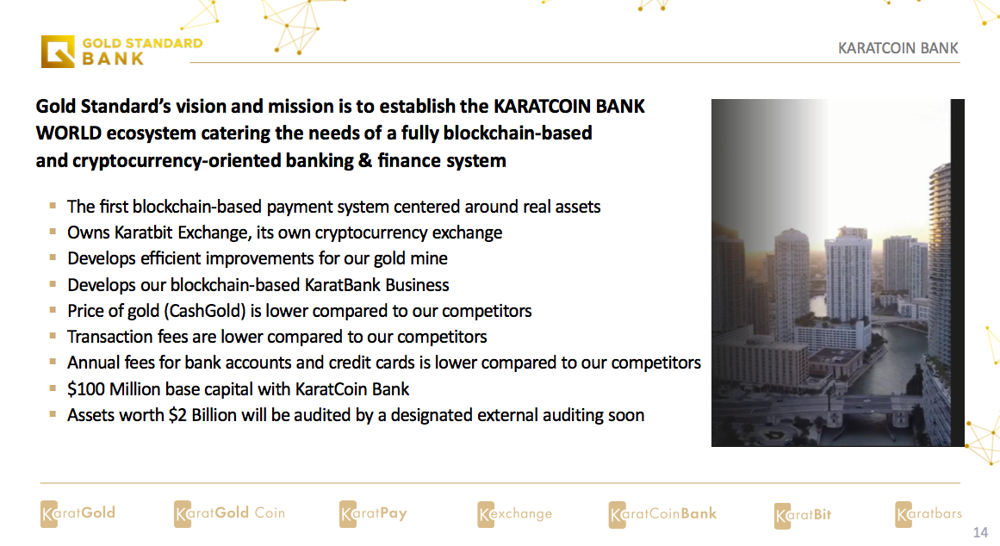 GOLD STANDARD
BANK
KARATCOIN BANK
Gold Standard’s vision and mission is to establish the KARATCOIN BANK
WORLD ecosystem catering the needs of a fully blockchain-based
and cryptocurrency-oriented banking & finance system
▪ The first blockchain-based payment system centered around real assets
▪ Owns Karatbit Exchange, its own cryptocurrency exchange
▪ Develops efficient improvements for our gold mine
▪ Develops our blockchain-based KaratBank Business
▪ Price of gold (CashGold) is lower compared to our competitors
▪ Transaction fees are lower compared to our competitors
▪ Annual fees for bank accounts and credit cards is lower compared to our competitors
▪ $100 Million base capital with KaratCoin Bank
▪ Assets worth $2 Billion will be audited by a designated external auditing soon
KaratGold KaratGold Coin KaratPay Kexchange KaratCoinBank KaratBit Karatbars
14